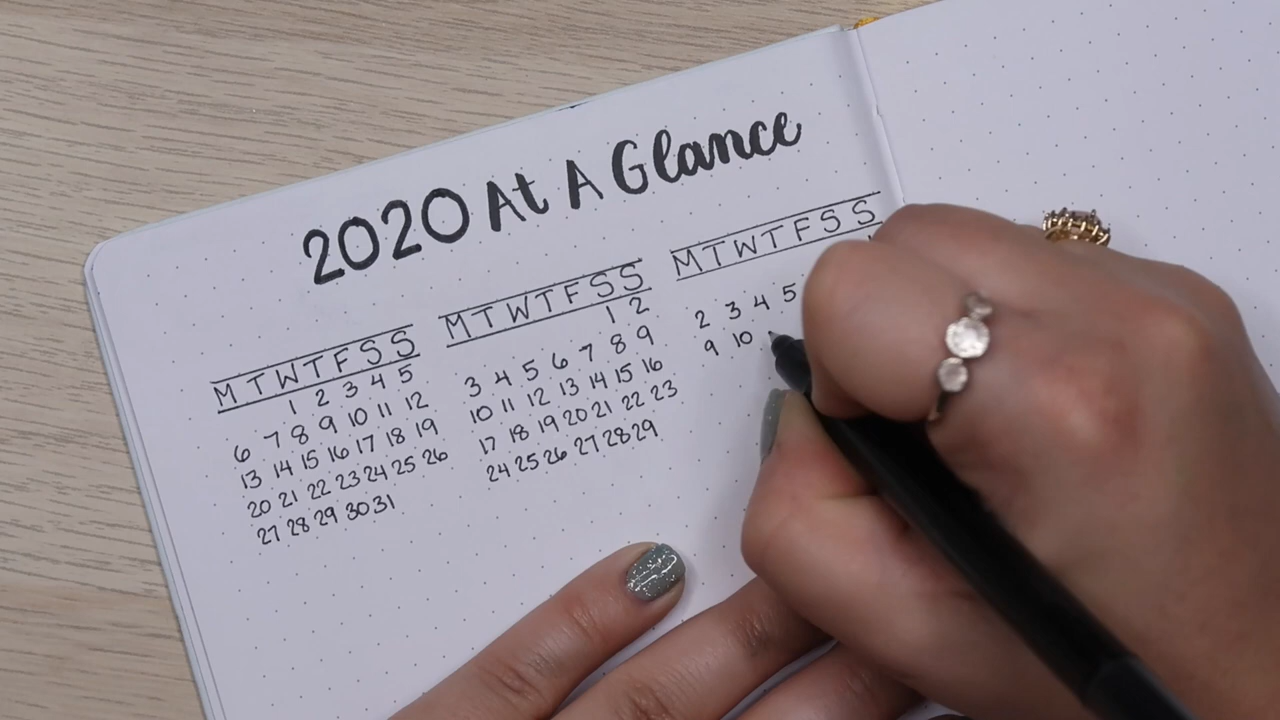 2020 At A Glance
M T W T F S S
1 2 3 4 5
6 7 8 9 10 11 12
13 14 15 16 17 18 19
20 21 22 23 24 25 26
27 28 29 30 31
M T W T F S S
1 2
3 4 5 6 7 8 9
10 11 12 13 14 15 16
17 18 19 20 21 22 23
24 25 26 27 28 29
M T W T F S S
2 3 4 5
9 10